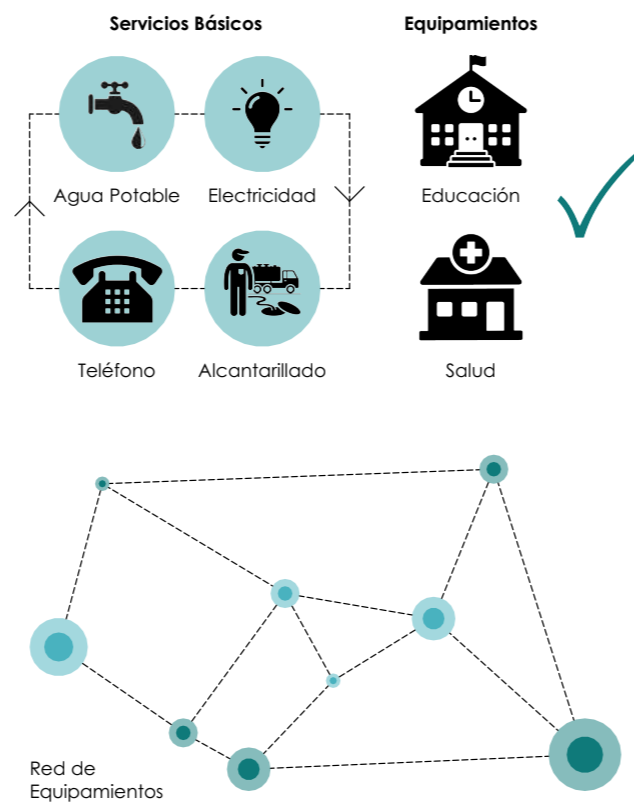 Servicios Básicos
Equipamientos
Agua Potable
Electricidad
Educación
Teléfono
Alcantarillado
Salud
Red de
Equipamientos